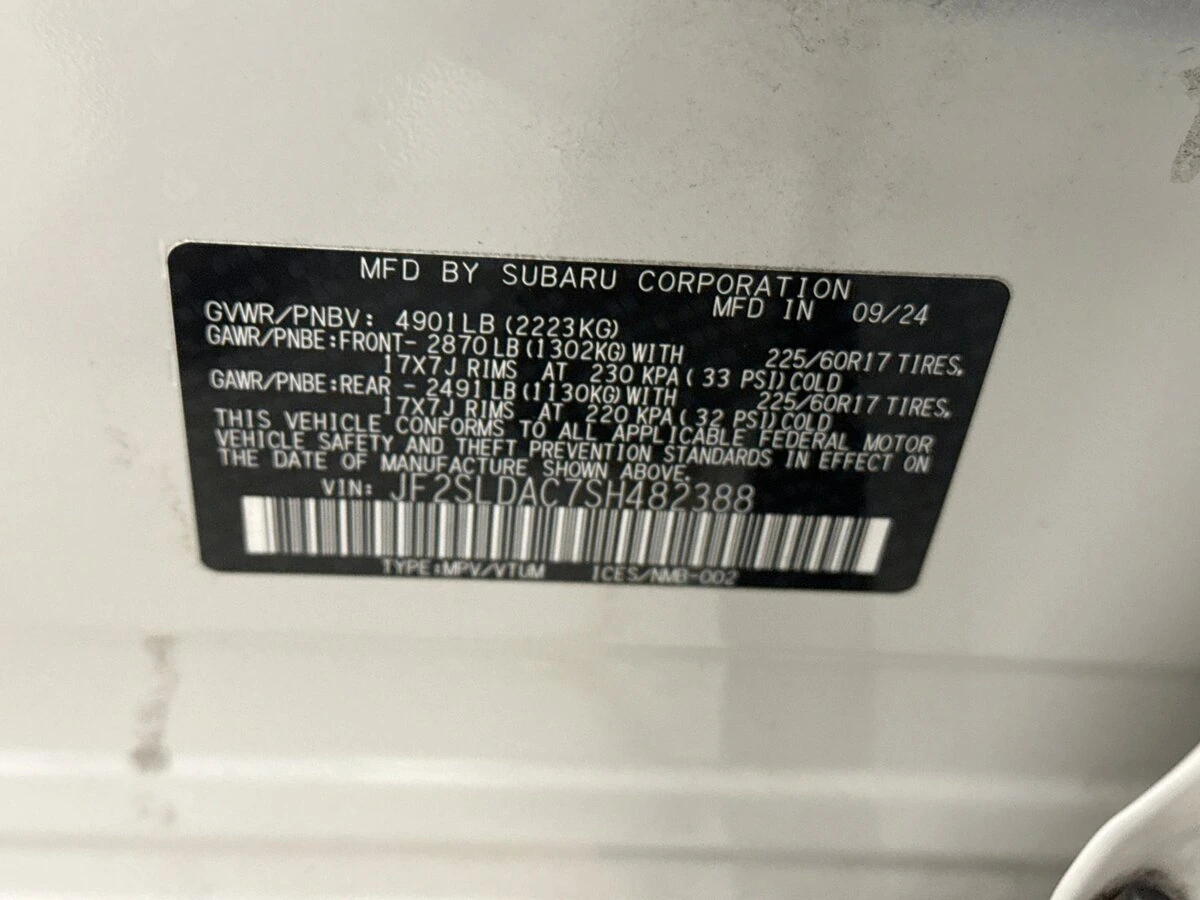 MFD BY SUBARU CORPORATION
MFD IN 09/24
GVWR/PNBV: 4901LB (2223KG)
GAWR/PNBE:FRONT- 2870LB(1302KG)WITH 225/60R17 TIRES,
17X7J RIMS AT 230 KPA( 33 PSI)COLD
GAWR/PNBE:REAR - 2491LB(1130KG)WITH 225/60R17 TIRES,
17X7J RIMS AT 220 KPA( 32 PSI)COLD
THIS VEHICLE CONFORMS TO ALL APPLICABLE FEDERAL MOTOR
VEHICLE SAFETY AND THEFT PREVENTION STANDARDS IN EFFECT ON
THE DATE OF MANUFACTURE SHOWN ABOVE.
VIN: JF2SLDAC7SH482388
TYPE:MPV/VTUM ICES/NMB-002